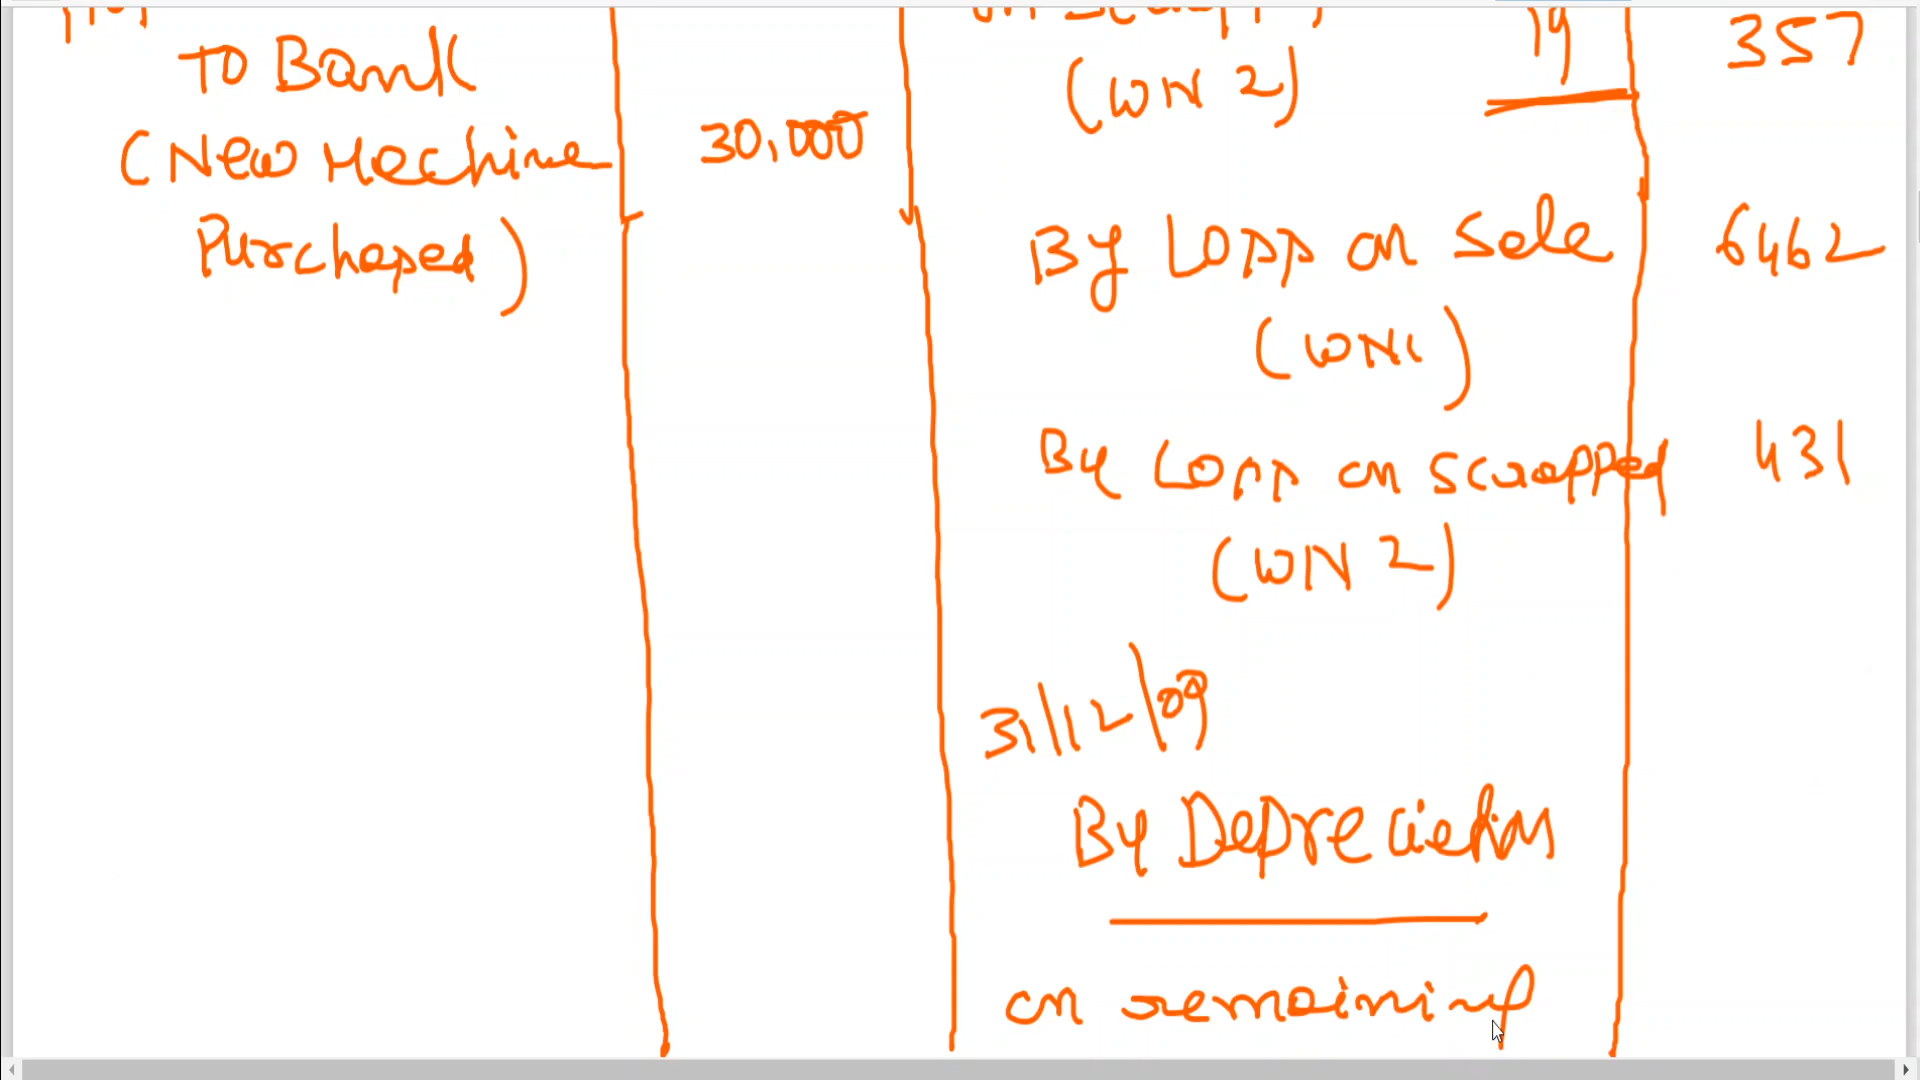 To Bank
(New Machine
Purchased)
30,000
(WN 2)
19
357
By Loss on Sale
6462
(WN1)
By Loss on Scrapped
431
(WN 2)
31/12/09
By Depreciation
on remaining